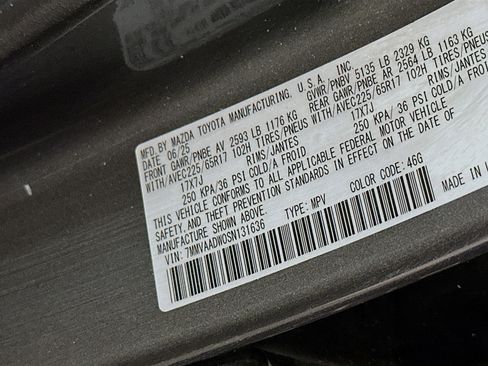 MFD BY MAZDA TOYOTA MANUFACTURING, U.S.A., INC.
DATE 06/25 GVWR/PNBV 5135 LB 2329 KG
FRONT GAWR/PNBE AV 2593 LB 1176 KG REAR GAWR/PNBE AR 2564 LB 1163 KG
WITH/AVEC225/65R17 102H TIRES/PNEUS WITH/AVEC225/65R17 102H TIRES/PNEUS
17X7J RIMS/JANTES 17X7J RIMS/JANTES
250 KPA/36 PSI COLD/A FROID 250 KPA/36 PSI COLD/A FROID
THIS VEHICLE CONFORMS TO ALL APPLICABLE FEDERAL MOTOR VEHICLE
SAFETY, AND THEFT PREVENTION STANDARDS IN EFFECT ON THE DATE OF
MANUFACTURE SHOWN ABOVE.
VIN: 7MMVAADW0SN131636 TYPE: MPV COLOR CODE: 46G
MADE IN